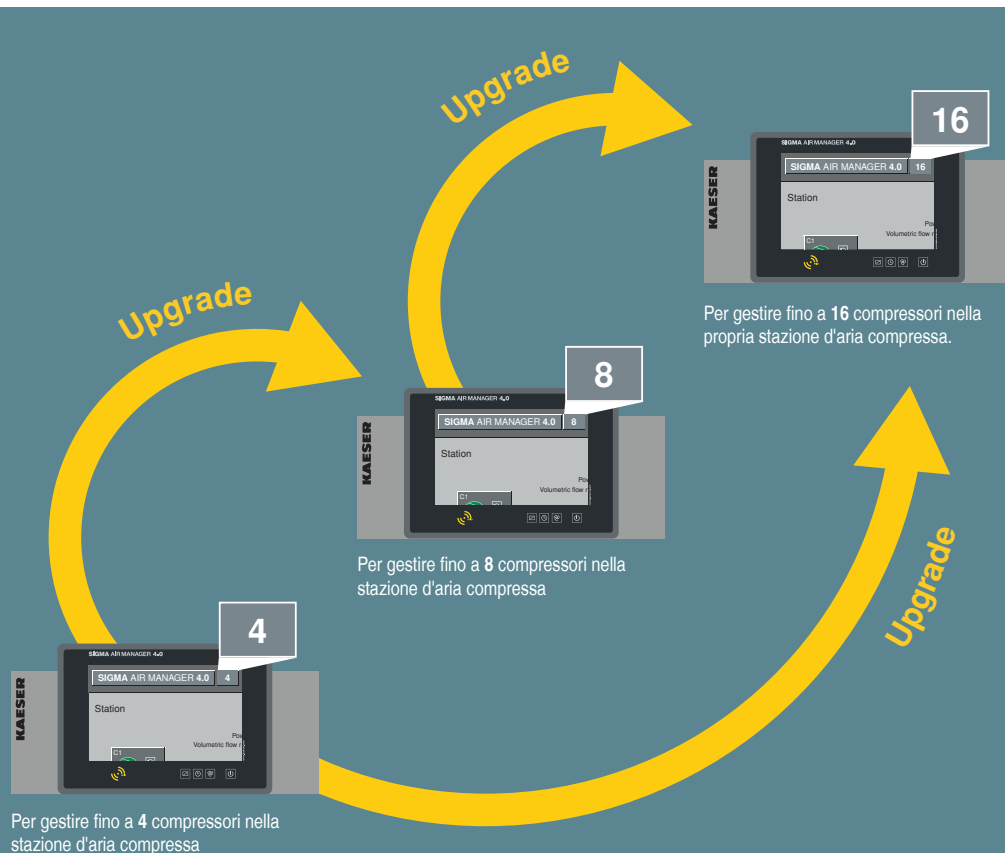 Upgrade
16
SIGMA AIR MANAGER 4.0
SIGMA AIR MANAGER 4.0 16
KAESER
Station
Volumetric flow r
C1
Per gestire fino a 16 compressori nella
propria stazione d'aria compressa.
Upgrade
8
SIGMA AIR MANAGER 4.0
SIGMA AIR MANAGER 4.0 8
KAESER
Station
Volumetric flow r
C1
Per gestire fino a 8 compressori nella
stazione d'aria compressa
Upgrade
4
SIGMA AIR MANAGER 4.0
SIGMA AIR MANAGER 4.0 4
KAESER
Station
Volumetric flow r
C1
Per gestire fino a 4 compressori nella
stazione d'aria compressa